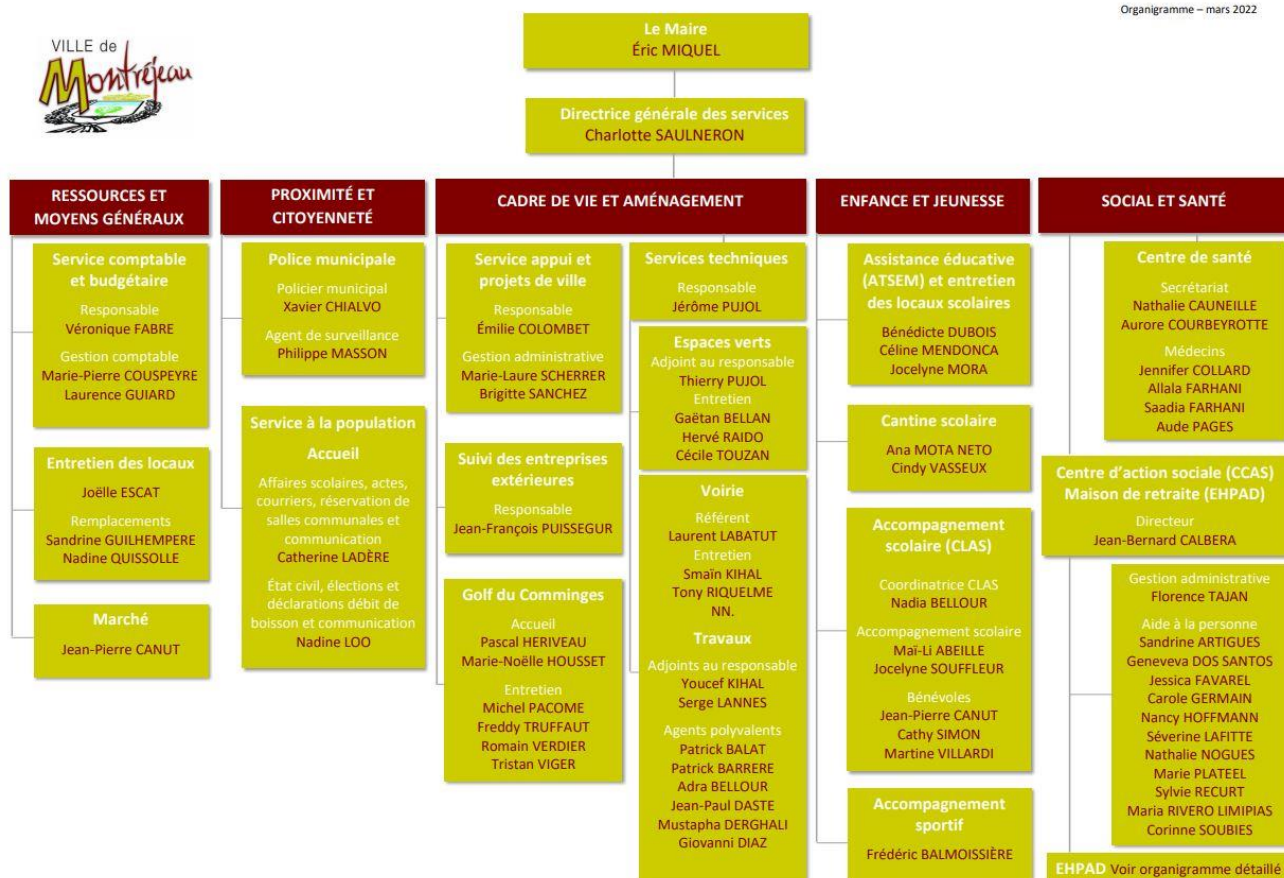 Organigramme – mars 2022
VILLE de
Montréjeau
Le Maire
Éric MIQUEL
Directrice générale des services
Charlotte SAULNERON
RESSOURCES ET
MOYENS GÉNÉRAUX
Service comptable
et budgétaire
Responsable
Véronique FABRE
Gestion comptable
Marie-Pierre COUSPEYRE
Laurence GUIARD
Entretien des locaux
Joëlle ESCAT
Remplacements
Sandrine GUILHEMPERE
Nadine QUISSOLLE
Marché
Jean-Pierre CANUT
PROXIMITÉ ET
CITOYENNETÉ
Police municipale
Policier municipal
Xavier CHIALVO
Agent de surveillance
Philippe MASSON
Service à la population
Accueil
Affaires scolaires, actes,
courriers, réservation de
salles communales et
communication
Catherine LADÈRE
État civil, élections et
déclarations débit de
boisson et communication
Nadine LOO
CADRE DE VIE ET AMÉNAGEMENT
Service appui et
projets de ville
Responsable
Émilie COLOMBET
Gestion administrative
Marie-Laure SCHERRER
Brigitte SANCHEZ
Suivi des entreprises
extérieures
Responsable
Jean-François PUISSEGUR
Golf du Comminges
Accueil
Pascal HERIVEAU
Marie-Noëlle HOUSSET
Entretien
Michel PACOME
Freddy TRUFFAUT
Romain VERDIER
Tristan VIGER
Services techniques
Responsable
Jérôme PUJOL
Espaces verts
Adjoint au responsable
Thierry PUJOL
Entretien
Gaëtan BELLAN
Hervé RAIDO
Cécile TOUZAN
Voirie
Référent
Laurent LABATUT
Entretien
Smaïn KIHAL
Tony RIQUELME
NN.
Travaux
Adjoints au responsable
Youcef KIHAL
Serge LANNES
Agents polyvalents
Patrick BALAT
Patrick BARRERE
Adra BELLOUR
Jean-Paul DASTE
Mustapha DERGHALI
Giovanni DIAZ
ENFANCE ET JEUNESSE
Assistance éducative
(ATSEM) et entretien
des locaux scolaires
Bénédicte DUBOIS
Céline MENDONCA
Jocelyne MORA
Cantine scolaire
Ana MOTA NETO
Cindy VASSEUX
Accompagnement
scolaire (CLAS)
Coordinatrice CLAS
Nadia BELLOUR
Accompagnement scolaire
Maï-Li ABEILLE
Jocelyne SOUFFLEUR
Bénévoles
Jean-Pierre CANUT
Cathy SIMON
Martine VILLARDI
Accompagnement
sportif
Frédéric BALMOISSIÈRE
SOCIAL ET SANTÉ
Centre de santé
Secrétariat
Nathalie CAUNEILLE
Aurore COURBEYROTTE
Médecins
Jennifer COLLARD
Allala FARHANI
Saadia FARHANI
Aude PAGES
Centre d'action sociale (CCAS)
Maison de retraite (EHPAD)
Directeur
Jean-Bernard CALBERA
Gestion administrative
Florence TAJAN
Aide à la personne
Sandrine ARTIGUES
Geneveva DOS SANTOS
Jessica FAVAREL
Carole GERMAIN
Nancy HOFFMANN
Séverine LAFITTE
Nathalie NOGUES
Marie PLATEEL
Sylvie RECURT
Maria RIVERO LIMIPIAS
Corinne SOUBIES
EHPAD Voir organigramme détaillé